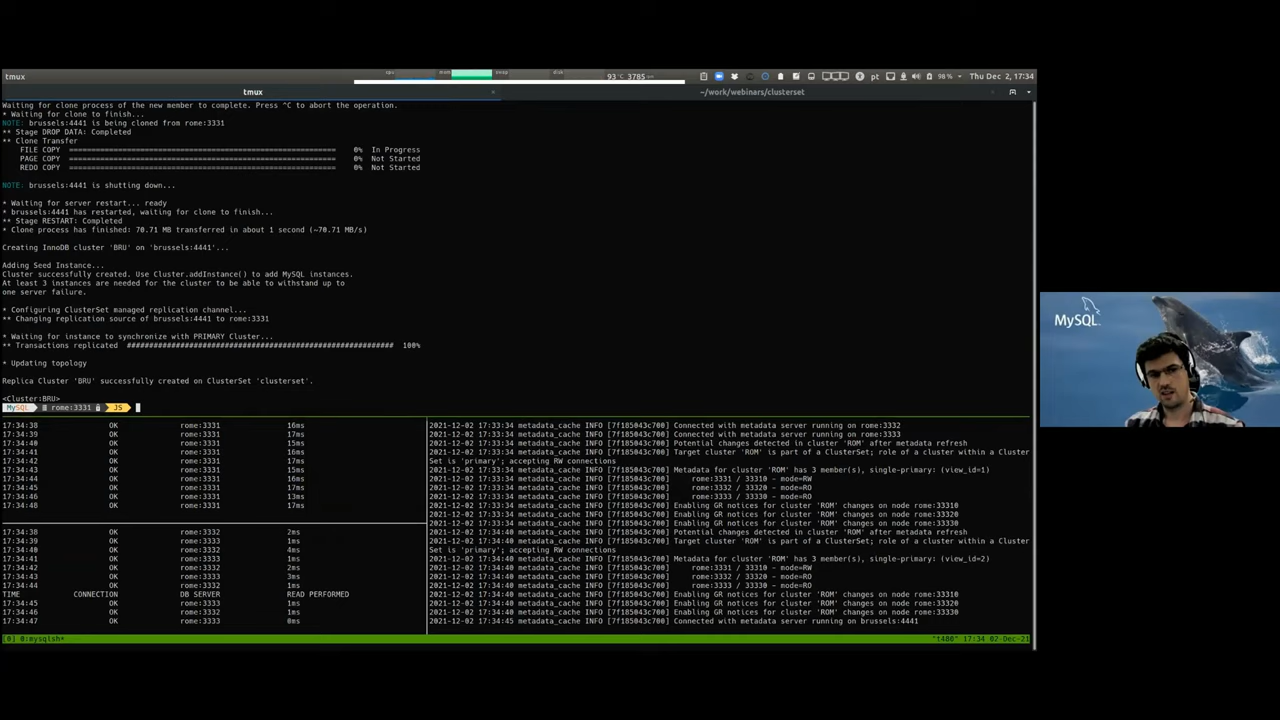 tmux
cpu
mem
swap
disk
93°C 3785
pt
98%
Thu Dec 2, 17:34
tmux
~/work/webinars/clusterset
Waiting for clone process of the new member to complete. Press ^C to abort the operation.
* Waiting for clone to finish...
NOTE: brussels:4441 is being cloned from rome:3331
** Stage DROP DATA: Completed
** Clone Transfer
FILE COPY ============================================================ 0% In Progress
PAGE COPY ============================================================ 0% Not Started
REDO COPY ============================================================ 0% Not Started
NOTE: brussels:4441 is shutting down...
* Waiting for server restart... ready
* brussels:4441 has restarted, waiting for clone to finish...
** Stage RESTART: Completed
* Clone process has finished: 70.71 MB transferred in about 1 second (~70.71 MB/s)
Creating InnoDB cluster 'BRU' on 'brussels:4441'...
Adding Seed Instance...
Cluster successfully created. Use Cluster.addInstance() to add MySQL instances.
At least 3 instances are needed for the cluster to be able to withstand up to
one server failure.
* Configuring ClusterSet managed replication channel...
** Changing replication source of brussels:4441 to rome:3331
* Waiting for instance to synchronize with PRIMARY Cluster...
** Transactions replicated ############################################################ 100%
* Updating topology
Replica Cluster 'BRU' successfully created on ClusterSet 'clusterset'.
<Cluster:BRU>
MySQL rome:3331 JS
17:34:38 OK rome:3331 16ms
17:34:39 OK rome:3331 17ms
17:34:40 OK rome:3331 15ms
17:34:41 OK rome:3331 16ms
17:34:42 OK rome:3331 17ms
17:34:43 OK rome:3331 15ms
17:34:44 OK rome:3331 16ms
17:34:45 OK rome:3331 17ms
17:34:46 OK rome:3331 13ms
17:34:48 OK rome:3331 17ms
17:34:38 OK rome:3332 2ms
17:34:39 OK rome:3333 1ms
17:34:40 OK rome:3332 4ms
17:34:41 OK rome:3333 1ms
17:34:42 OK rome:3332 2ms
17:34:43 OK rome:3333 3ms
17:34:44 OK rome:3332 1ms
TIME CONNECTION DB SERVER READ PERFORMED
17:34:45 OK rome:3333 1ms
17:34:46 OK rome:3332 1ms
17:34:47 OK rome:3333 0ms
2021-12-02 17:33:34 metadata_cache INFO [7f185043c700] Connected with metadata server running on rome:3332
2021-12-02 17:33:34 metadata_cache INFO [7f185043c700] Connected with metadata server running on rome:3333
2021-12-02 17:33:34 metadata_cache INFO [7f185043c700] Potential changes detected in cluster 'ROM' after metadata refresh
2021-12-02 17:33:34 metadata_cache INFO [7f185043c700] Target cluster 'ROM' is part of a ClusterSet; role of a cluster within a Cluster
Set is 'primary'; accepting RW connections
2021-12-02 17:33:34 metadata_cache INFO [7f185043c700] Metadata for cluster 'ROM' has 3 member(s), single-primary: (view_id=1)
2021-12-02 17:33:34 metadata_cache INFO [7f185043c700] rome:3331 / 33310 - mode=RW
2021-12-02 17:33:34 metadata_cache INFO [7f185043c700] rome:3332 / 33320 - mode=RO
2021-12-02 17:33:34 metadata_cache INFO [7f185043c700] rome:3333 / 33330 - mode=RO
2021-12-02 17:33:34 metadata_cache INFO [7f185043c700] Enabling GR notices for cluster 'ROM' changes on node rome:33310
2021-12-02 17:33:34 metadata_cache INFO [7f185043c700] Enabling GR notices for cluster 'ROM' changes on node rome:33320
2021-12-02 17:33:34 metadata_cache INFO [7f185043c700] Enabling GR notices for cluster 'ROM' changes on node rome:33330
2021-12-02 17:34:40 metadata_cache INFO [7f185043c700] Potential changes detected in cluster 'ROM' after metadata refresh
2021-12-02 17:34:40 metadata_cache INFO [7f185043c700] Target cluster 'ROM' is part of a ClusterSet; role of a cluster within a Cluster
Set is 'primary'; accepting RW connections
2021-12-02 17:34:40 metadata_cache INFO [7f185043c700] Metadata for cluster 'ROM' has 3 member(s), single-primary: (view_id=2)
2021-12-02 17:34:40 metadata_cache INFO [7f185043c700] rome:3331 / 33310 - mode=RW
2021-12-02 17:34:40 metadata_cache INFO [7f185043c700] rome:3332 / 33320 - mode=RO
2021-12-02 17:34:40 metadata_cache INFO [7f185043c700] rome:3333 / 33330 - mode=RO
2021-12-02 17:34:40 metadata_cache INFO [7f185043c700] Enabling GR notices for cluster 'ROM' changes on node rome:33310
2021-12-02 17:34:40 metadata_cache INFO [7f185043c700] Enabling GR notices for cluster 'ROM' changes on node rome:33320
2021-12-02 17:34:40 metadata_cache INFO [7f185043c700] Enabling GR notices for cluster 'ROM' changes on node rome:33330
2021-12-02 17:34:45 metadata_cache INFO [7f185043c700] Connected with metadata server running on brussels:4441
[0] 0:mysqlsh*
"t480" 17:34 02-Dec-21
MySQL